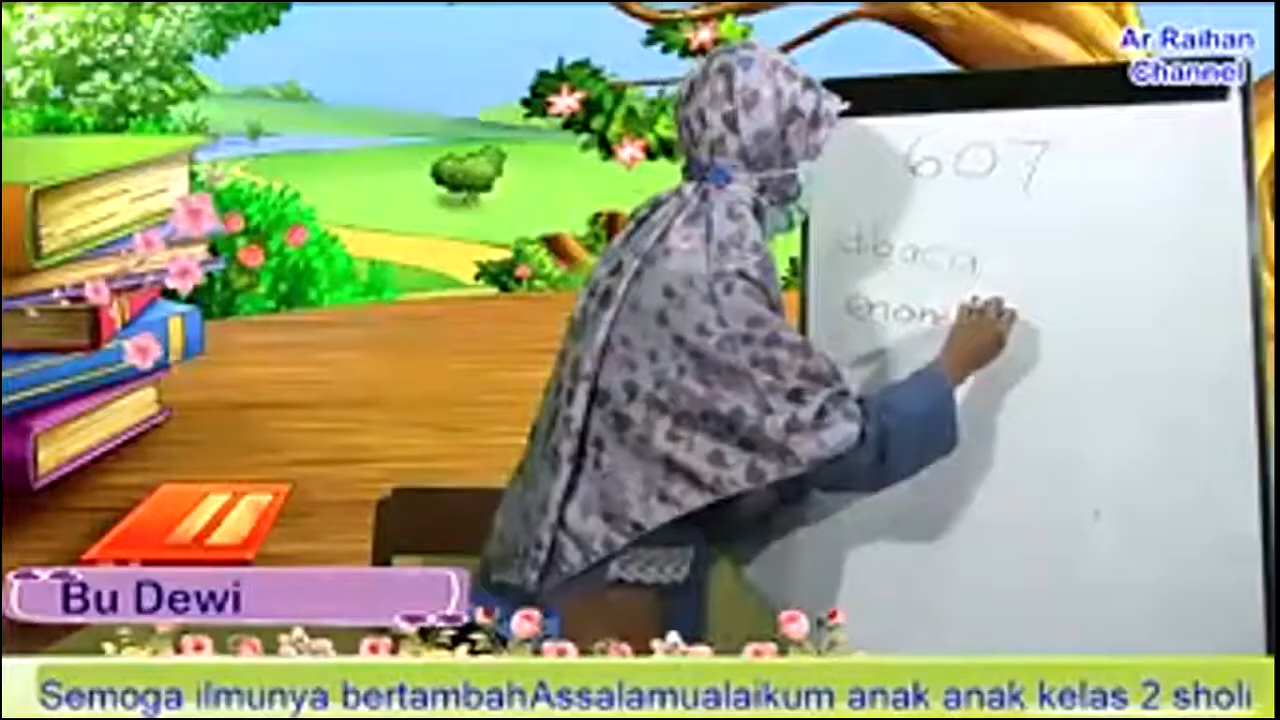 Ar Raihan
Channel
607
dibaca
Bu Dewi
Semoga ilmunya bertambahAssalamualaikum anak anak kelas 2 sholi